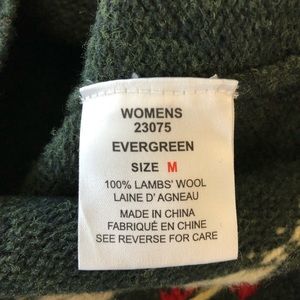 WOMENS
23075
EVERGREEN
SIZE M
100% LAMBS' WOOL
LAINE D'AGNEAU
MADE IN CHINA
FABRIQUÉ EN CHINE
SEE REVERSE FOR CARE